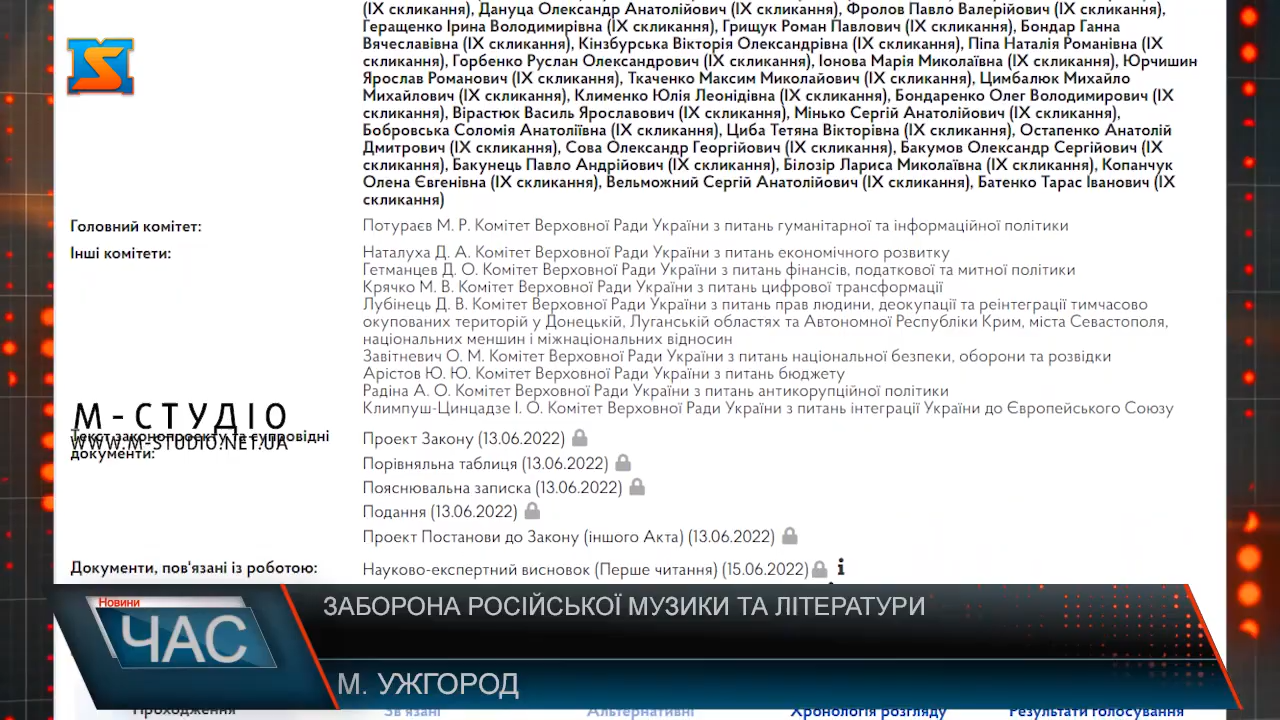 (IX скликання), Дануца Олександр Анатолійович (IX скликання), Фролов Павло Валерійович (IX скликання),
Геращенко Ірина Володимирівна (IX скликання), Грищук Роман Павлович (IX скликання), Бондар Ганна
Вячеславівна (IX скликання), Кінзбурська Вікторія Олександрівна (IX скликання), Піпа Наталія Романівна (IX
скликання), Горбенко Руслан Олександрович (IX скликання), Іонова Марія Миколаївна (IX скликання), Юрчишин
Ярослав Романович (IX скликання), Ткаченко Максим Миколайович (IX скликання), Цимбалюк Михайло
Михайлович (IX скликання), Клименко Юлія Леонідівна (IX скликання), Бондаренко Олег Володимирович (IX
скликання), Вірастюк Василь Ярославович (IX скликання), Мінько Сергій Анатолійович (IX скликання),
Бобровська Соломія Анатоліївна (IX скликання), Циба Тетяна Вікторівна (IX скликання), Остапенко Анатолій
Дмитрович (IX скликання), Сова Олександр Георгійович (IX скликання), Бакумов Олександр Сергійович (IX
скликання), Бакунець Павло Андрійович (IX скликання), Білозір Лариса Миколаївна (IX скликання), Копанчук
Олена Євгенівна (IX скликання), Вельможний Сергій Анатолійович (IX скликання), Батенко Тарас Іванович (IX
скликання)
Головний комітет:
Потураєв М. Р. Комітет Верховної Ради України з питань гуманітарної та інформаційної політики
Інші комітети:
Наталуха Д. А. Комітет Верховної Ради України з питань економічного розвитку
Гетманцев Д. О. Комітет Верховної Ради України з питань фінансів, податкової та митної політики
Крячко М. В. Комітет Верховної Ради України з питань цифрової трансформації
Лубінець Д. В. Комітет Верховної Ради України з питань прав людини, деокупації та реінтеграції тимчасово
окупованих територій у Донецькій, Луганській областях та Автономної Республіки Крим, міста Севастополя,
національних меншин і міжнаціональних відносин
Завітневич О. М. Комітет Верховної Ради України з питань національної безпеки, оборони та розвідки
Арістов Ю. Ю. Комітет Верховної Ради України з питань бюджету
Радіна А. О. Комітет Верховної Ради України з питань антикорупційної політики
Климпуш-Цинцадзе І. О. Комітет Верховної Ради України з питань інтеграції України до Європейського Союзу
М-СТУДІО
WWW.M-STUDIO.NET.UA
Текст законопроекту та супровідні
документи:
Проект Закону (13.06.2022)
Порівняльна таблиця (13.06.2022)
Пояснювальна записка (13.06.2022)
Подання (13.06.2022)
Проект Постанови до Закону (іншого Акта) (13.06.2022)
Документи, пов'язані із роботою:
Науково-експертний висновок (Перше читання) (15.06.2022)
Новини
ЧАС
ЗАБОРОНА РОСІЙСЬКОЇ МУЗИКИ ТА ЛІТЕРАТУРИ
М. УЖГОРОД
Проходження Зв'язані Альтернативні Хронологія розгляду Результати голосування